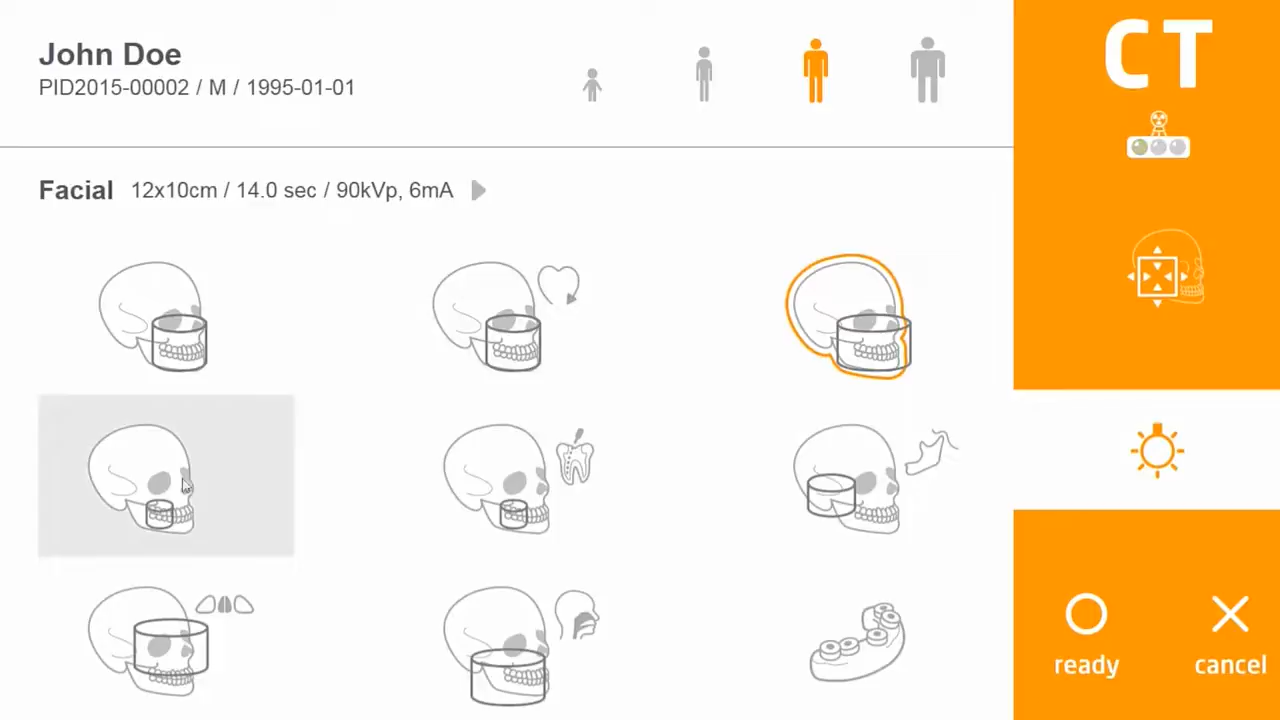 John Doe
PID2015-00002 / M / 1995-01-01
CT
Facial 12x10cm / 14.0 sec / 90kVp, 6mA
ready
cancel